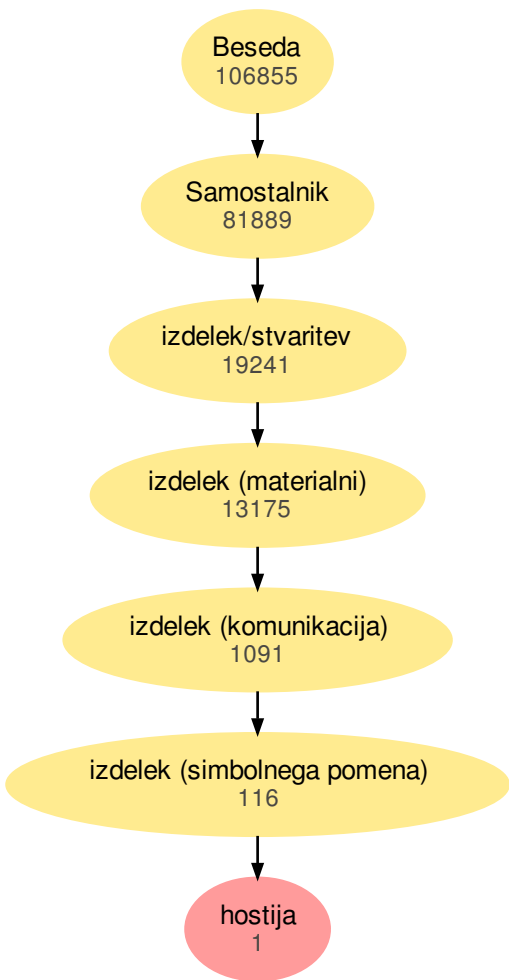 Beseda
106855
Samostalnik
81889
izdelek/stvaritev
19241
izdelek (materialni)
13175
izdelek (komunikacija)
1091
izdelek (simbolnega pomena)
116
hostija
1